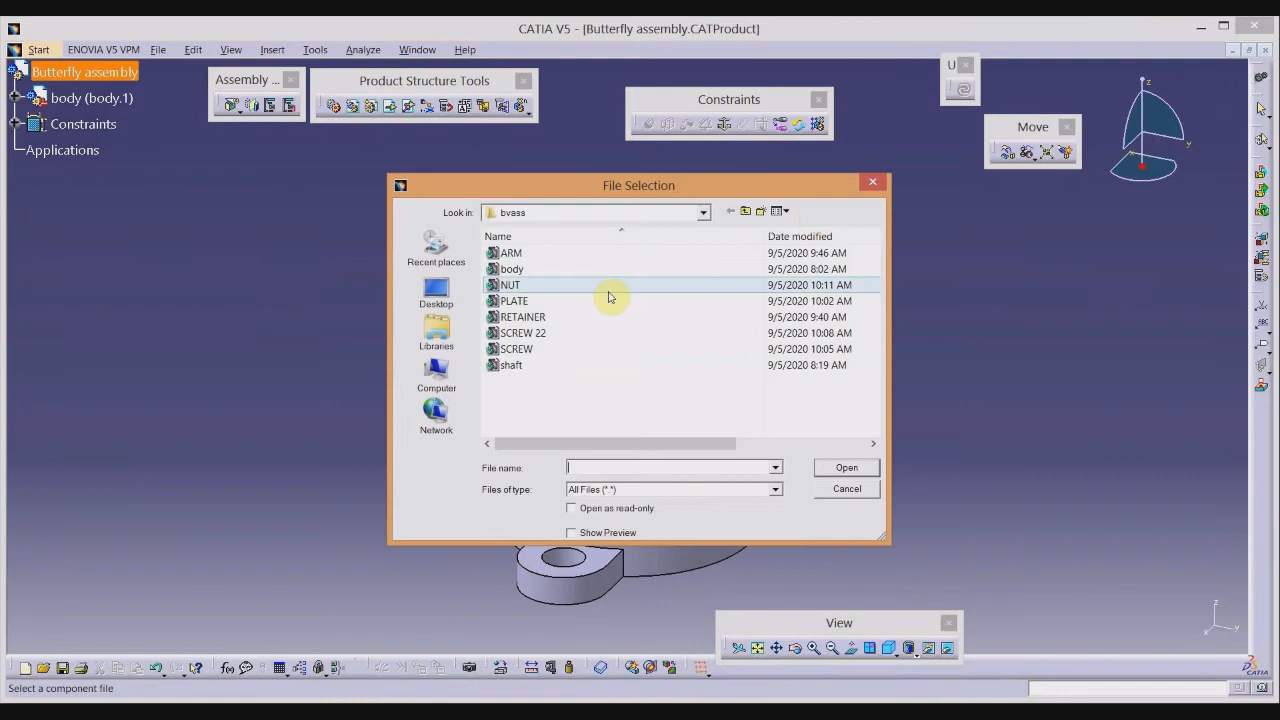 CATIA V5 - [Butterfly assembly.CATProduct]
Start ENOVIA V5 VPM File Edit View Insert Tools Analyze Window Help
Butterfly assembly
body (body.1)
Constraints
Applications
Assembly ...
Product Structure Tools
Constraints
U
Move
z
y
x
File Selection
Look in: bvass
Name Date modified
ARM 9/5/2020 9:46 AM
body 9/5/2020 8:02 AM
NUT 9/5/2020 10:11 AM
PLATE 9/5/2020 10:02 AM
RETAINER 9/5/2020 9:40 AM
SCREW 22 9/5/2020 10:08 AM
SCREW 9/5/2020 10:05 AM
shaft 9/5/2020 8:19 AM
Recent places
Desktop
Libraries
Computer
Network
File name: Open
Files of type: All Files (*.*) Cancel
Open as read-only
Show Preview
View
z
x y
f(x)
CATIA
Select a component file